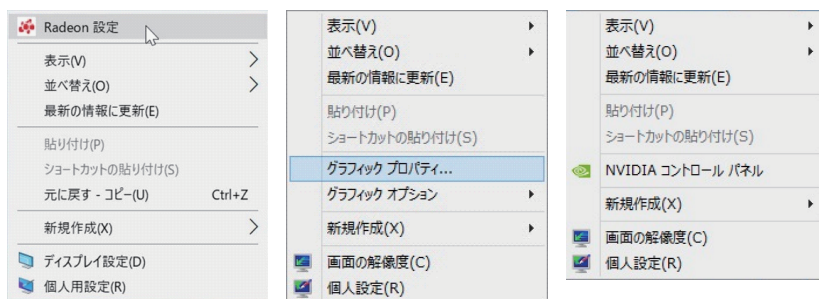 Radeon 設定
表示(V)
並べ替え(O)
最新の情報に更新(E)
貼り付け(P)
ショートカットの貼り付け(S)
元に戻す - コピー(U) Ctrl+Z
新規作成(X)
ディスプレイ設定(D)
個人用設定(R)
表示(V)
並べ替え(O)
最新の情報に更新(E)
貼り付け(P)
ショートカットの貼り付け(S)
グラフィック プロパティ...
グラフィック オプション
新規作成(X)
画面の解像度(C)
個人設定(R)
表示(V)
並べ替え(O)
最新の情報に更新(E)
貼り付け(P)
ショートカットの貼り付け(S)
NVIDIA コントロール パネル
新規作成(X)
画面の解像度(C)
個人設定(R)